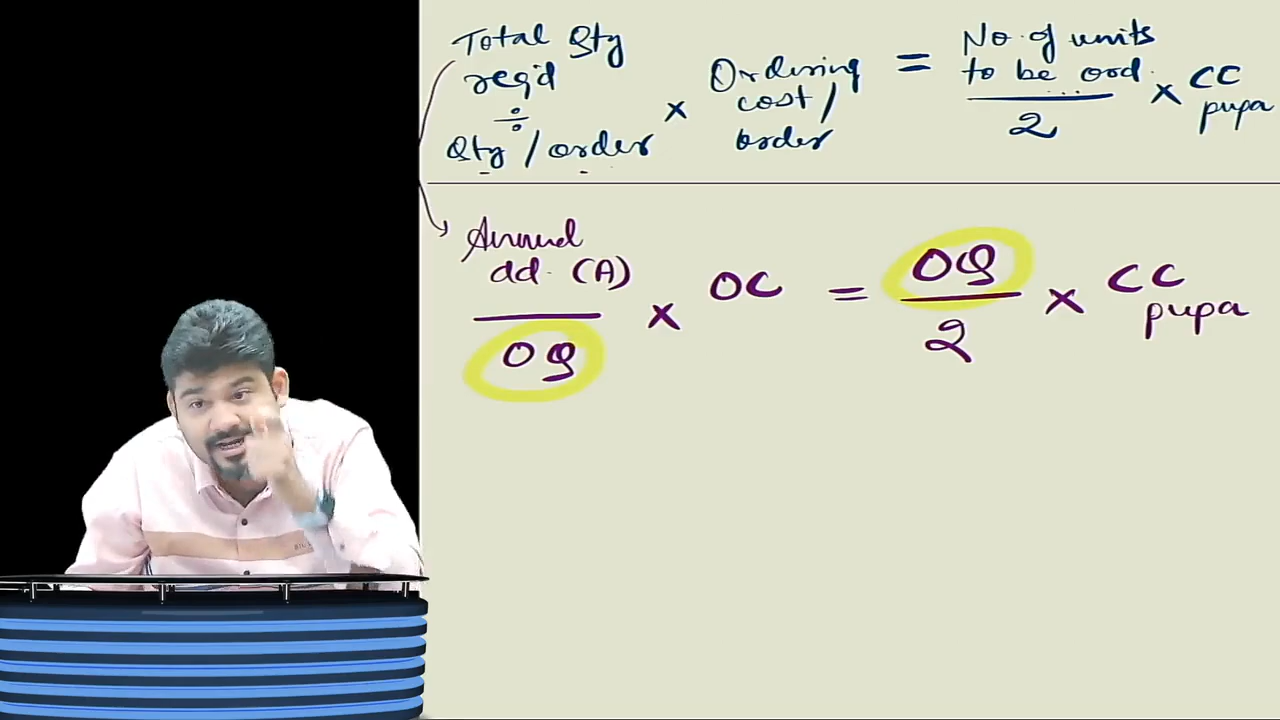 Total Qty
req'd
÷
Qty / order
x
Ordering
cost /
order
=
No. of units
to be ord.
2
x
CC
pupa
Annual
dd. (A)
OQ
x
OC
=
OQ
2
x
CC
pupa